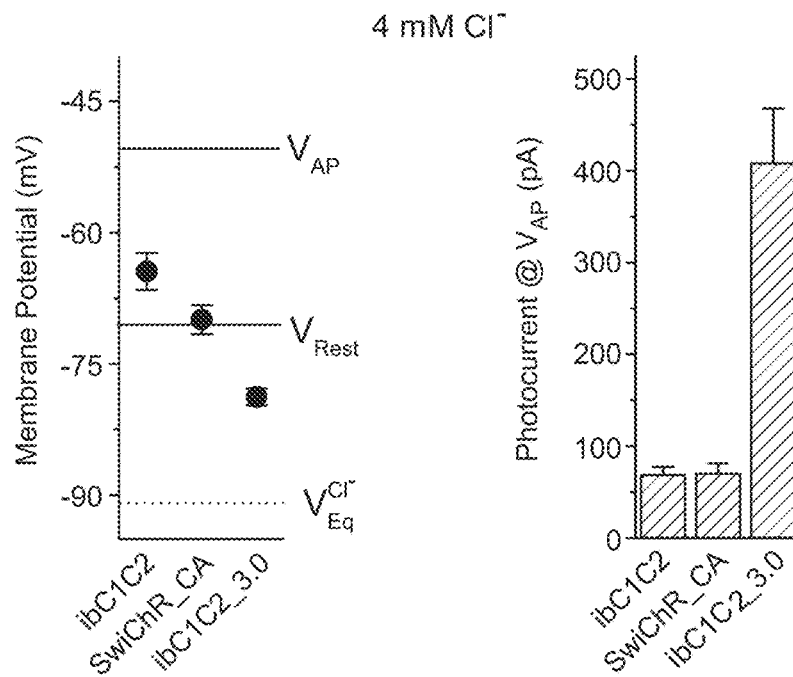 4 mM Cl⁻
Membrane Potential (mV)
-45
-60
-75
-90
V_AP
V_Rest
V_Eq^Cl⁻
ibC1C2
SwiChR_CA
ibC1C2_3.0
Photocurrent @ V_AP (pA)
500
400
300
200
100
0
ibC1C2
SwiChR_CA
ibC1C2_3.0